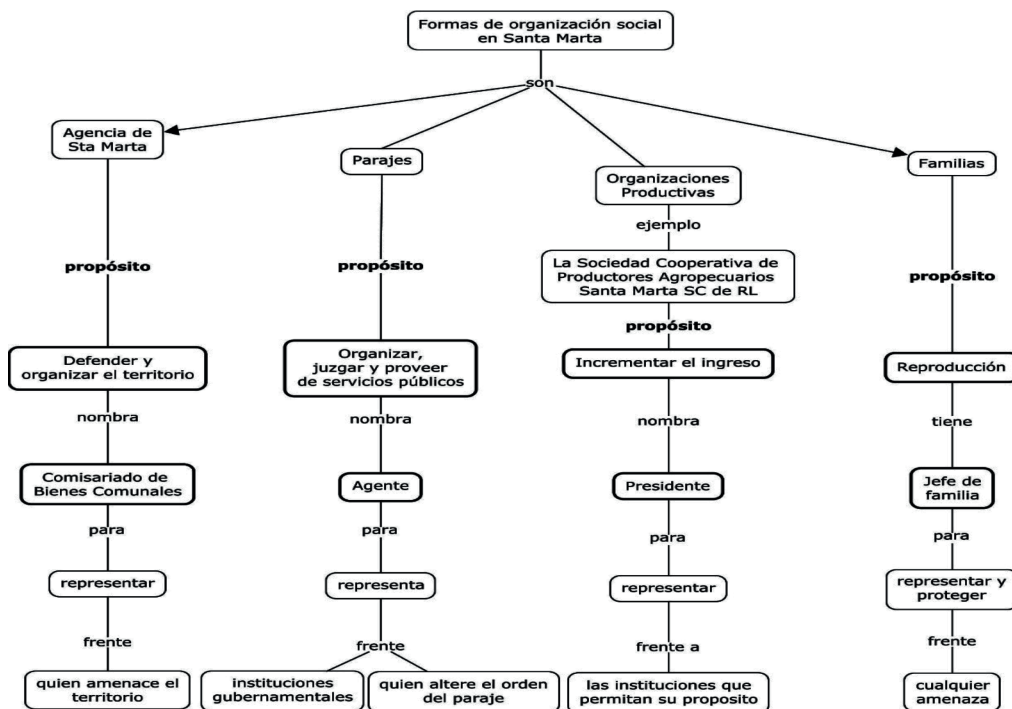 Formas de organización social
en Santa Marta
son
Agencia de
Sta Marta
propósito
Defender y
organizar el territorio
nombra
Comisariado de
Bienes Comunales
para
representar
frente
quien amenace el
territorio
Parajes
propósito
Organizar,
juzgar y proveer
de servicios públicos
nombra
Agente
para
representa
frente
instituciones
gubernamentales
quien altere el orden
del paraje
Organizaciones
Productivas
ejemplo
La Sociedad Cooperativa de
Productores Agropecuarios
Santa Marta SC de RL
propósito
Incrementar el ingreso
nombra
Presidente
para
representar
frente a
las instituciones que
permitan su proposito
Familias
propósito
Reproducción
tiene
Jefe de
familia
para
representar y
proteger
frente
cualquier
amenaza